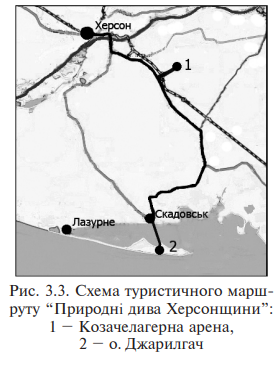 Херсон
1
Скадовськ
Лазурне
2
Рис. 3.3. Схема туристичного марш-
руту “Природні дива Херсонщини”:
1 − Козачелагерна арена,
2 − о. Джарилгач